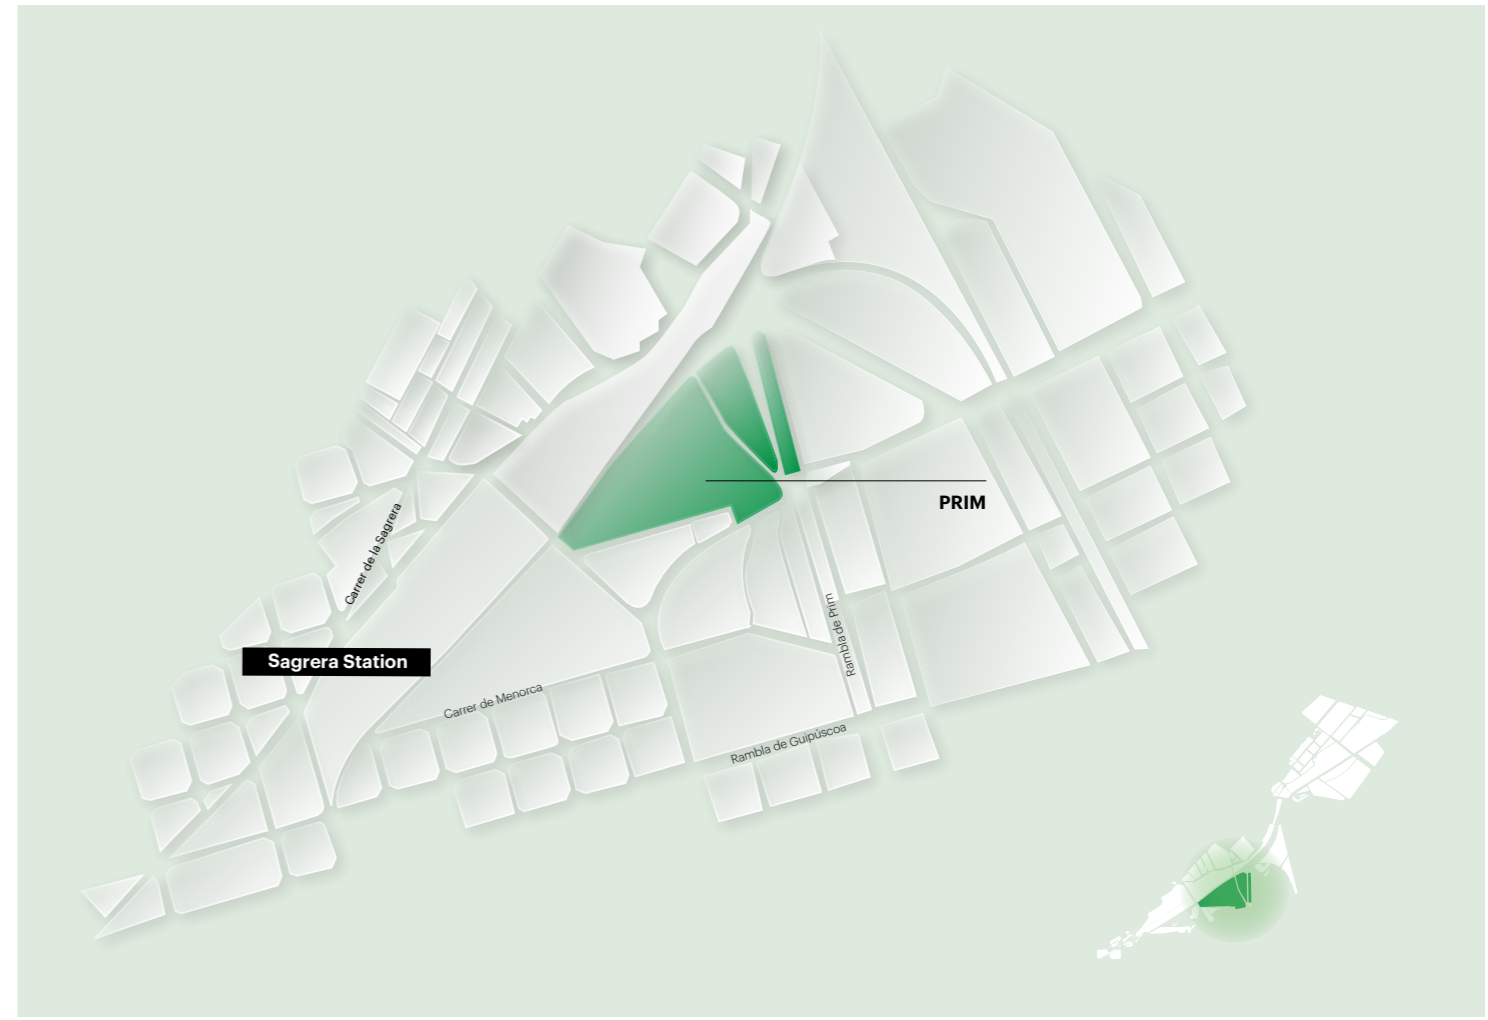 PRIM
Carrer de la Sagrera
Rambla de Prim
Sagrera Station
Carrer de Menorca
Rambla de Guipúscoa